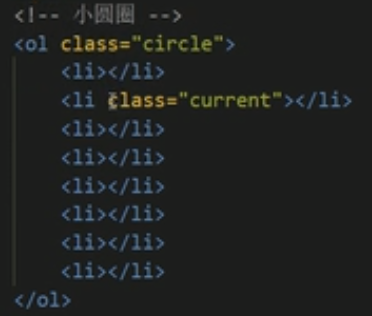 <!-- 小圆圈 -->
<ol class="circle">
<li></li>
<li class="current"></li>
<li></li>
<li></li>
<li></li>
<li></li>
<li></li>
<li></li>
</ol>